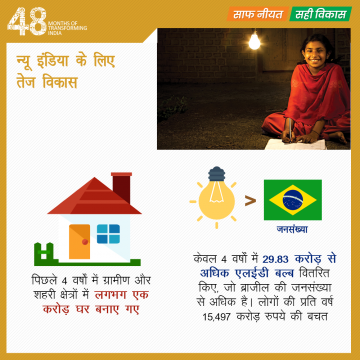 48 MONTHS OF
TRANSFORMING
INDIA
साफ नीयत सही विकास
न्यू इंडिया के लिए
तेज विकास
पिछले 4 वर्षों में ग्रामीण और
शहरी क्षेत्रों में लगभग एक
करोड़ घर बनाए गए
>
जनसंख्या
केवल 4 वर्षों में 29.83 करोड़ से
अधिक एलईडी बल्ब वितरित
किए, जो ब्राजील की जनसंख्या
से अधिक है। लोगों की प्रति वर्ष
15,497 करोड़ रुपये की बचत